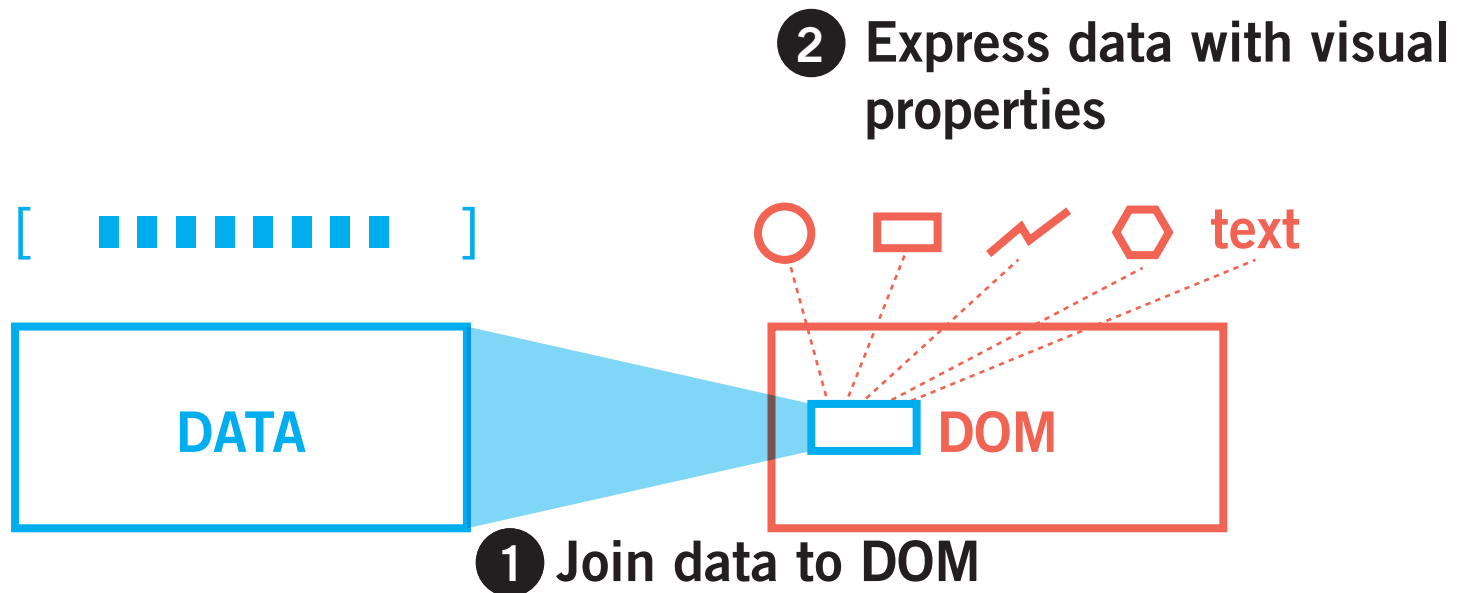 2 Express data with visual
properties
[ ]
text
DATA
DOM
1 Join data to DOM